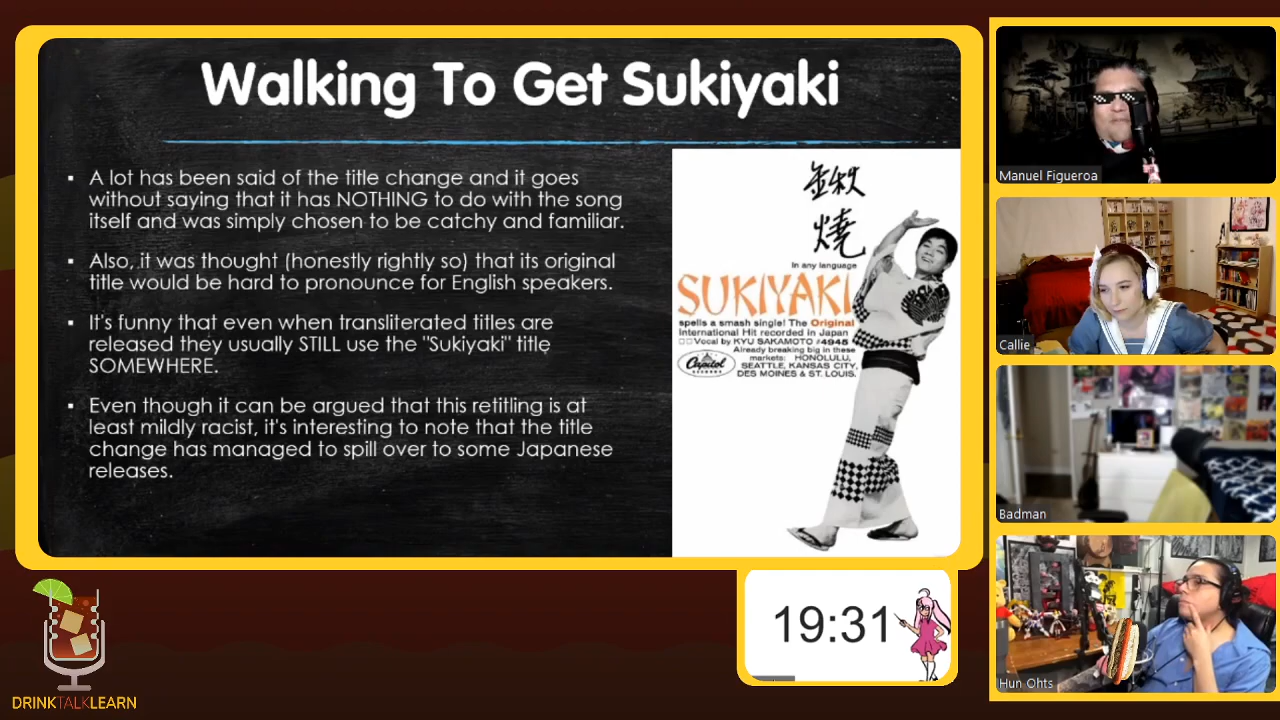 Walking To Get Sukiyaki
▪ A lot has been said of the title change and it goes
without saying that it has NOTHING to do with the song
itself and was simply chosen to be catchy and familiar.
▪ Also, it was thought (honestly rightly so) that its original
title would be hard to pronounce for English speakers.
▪ It's funny that even when transliterated titles are
released they usually STILL use the "Sukiyaki" title
SOMEWHERE.
▪ Even though it can be argued that this retitling is at
least mildly racist, it's interesting to note that the title
change has managed to spill over to some Japanese
releases.
鍬
燒
In any language
SUKIYAKI
spells a smash single! The Original
International Hit recorded in Japan
Vocal by KYU SAKAMOTO #4945
Already breaking big in these
markets: HONOLULU,
SEATTLE, KANSAS CITY,
DES MOINES & ST. LOUIS.
Capitol
RECORDS
Manuel Figueroa
Callie
Badman
Hun Ohts
19:31
DRINKTALKLEARN